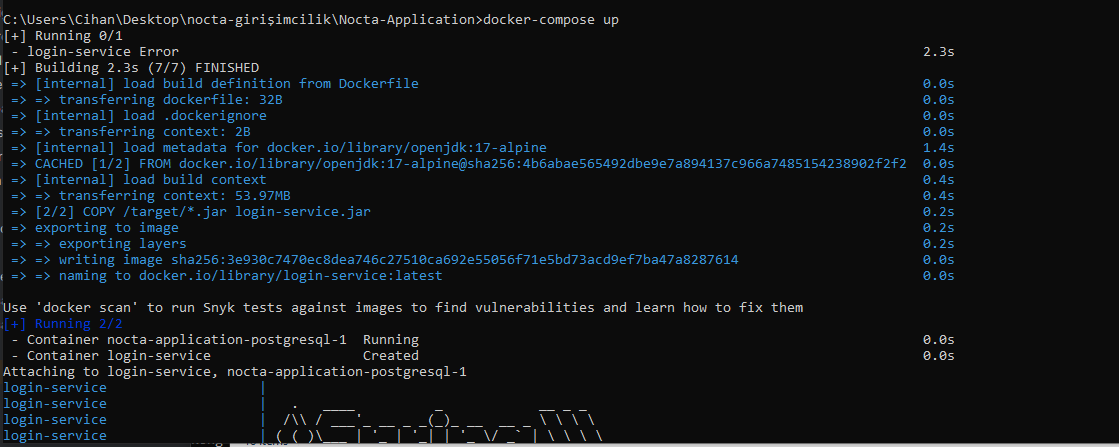 C:\Users\Cihan\Desktop\nocta-girişimcilik\Nocta-Application>docker-compose up
[+] Running 0/1
 - login-service Error 2.3s
[+] Building 2.3s (7/7) FINISHED
 => [internal] load build definition from Dockerfile 0.0s
 => => transferring dockerfile: 32B 0.0s
 => [internal] load .dockerignore 0.0s
 => => transferring context: 2B 0.0s
 => [internal] load metadata for docker.io/library/openjdk:17-alpine 1.4s
 => CACHED [1/2] FROM docker.io/library/openjdk:17-alpine@sha256:4b6abae565492dbe9e7a894137c966a7485154238902f2f2 0.0s
 => [internal] load build context 0.4s
 => => transferring context: 53.97MB 0.4s
 => [2/2] COPY /target/*.jar login-service.jar 0.2s
 => exporting to image 0.2s
 => => exporting layers 0.2s
 => => writing image sha256:3e930c7470ec8dea746c27510ca692e55056f71e5bd73acd9ef7ba47a8287614 0.0s
 => => naming to docker.io/library/login-service:latest 0.0s
Use 'docker scan' to run Snyk tests against images to find vulnerabilities and learn how to fix them
[+] Running 2/2
 - Container nocta-application-postgresql-1 Running 0.0s
 - Container login-service Created 0.0s
Attaching to login-service, nocta-application-postgresql-1
login-service |
login-service |   .   ____          _            __ _ _
login-service |  /\\ / ___'_ __ _ _(_)_ __  __ _ \ \ \ \
login-service | ( ( )\___ | '_ | '_| | '_ \/ _` | \ \ \ \